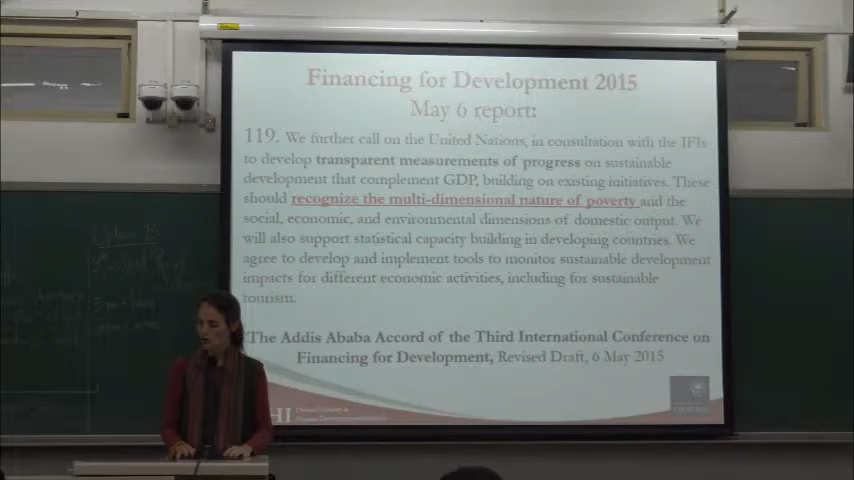 Financing for Development 2015
May 6 report:
119. We further call on the United Nations, in consultation with the IFIs
to develop transparent measurements of progress on sustainable
development that complement GDP, building on existing initiatives. These
should recognize the multi-dimensional nature of poverty and the
social, economic, and environmental dimensions of domestic output. We
will also support statistical capacity building in developing countries. We
agree to develop and implement tools to monitor sustainable development
impacts for different economic activities, including for sustainable
tourism.
The Addis Ababa Accord of the Third International Conference on
Financing for Development, Revised Draft, 6 May 2015
HI
OXFORD